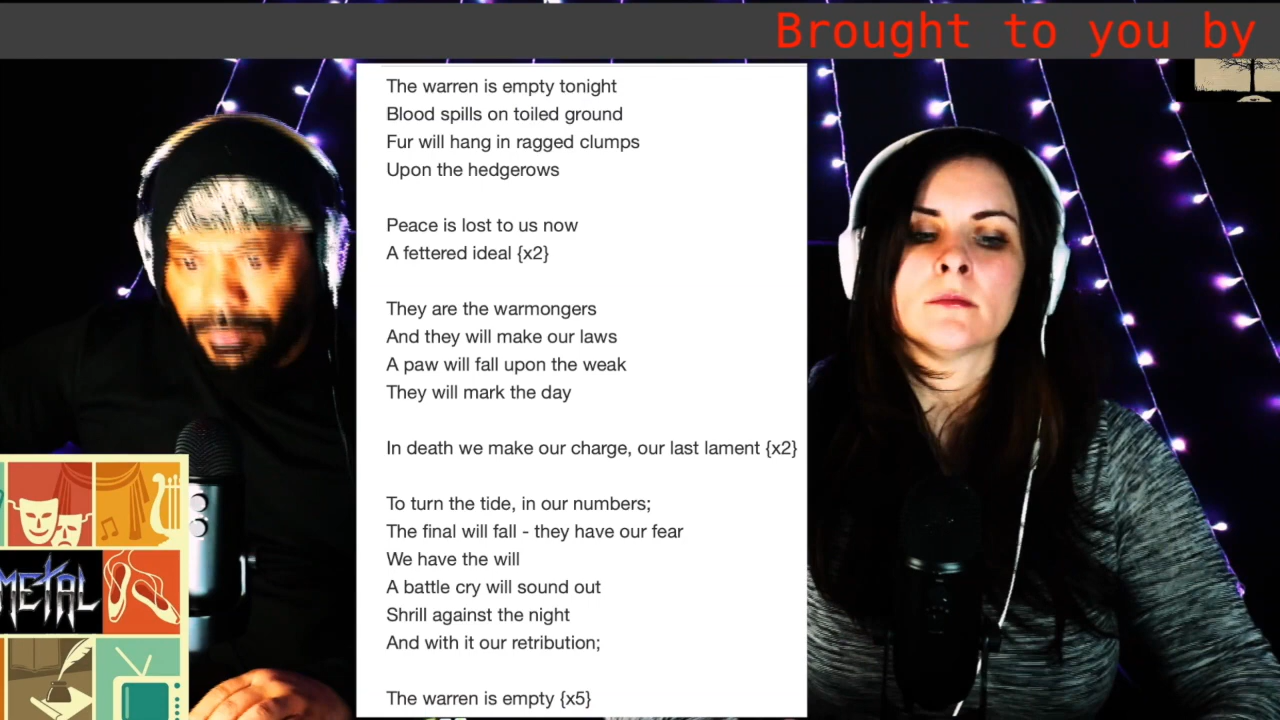 Brought to you by
The warren is empty tonight
Blood spills on toiled ground
Fur will hang in ragged clumps
Upon the hedgerows
Peace is lost to us now
A fettered ideal {x2}
They are the warmongers
And they will make our laws
A paw will fall upon the weak
They will mark the day
In death we make our charge, our last lament {x2}
To turn the tide, in our numbers;
The final will fall - they have our fear
We have the will
A battle cry will sound out
Shrill against the night
And with it our retribution;
The warren is empty {x5}
METAL